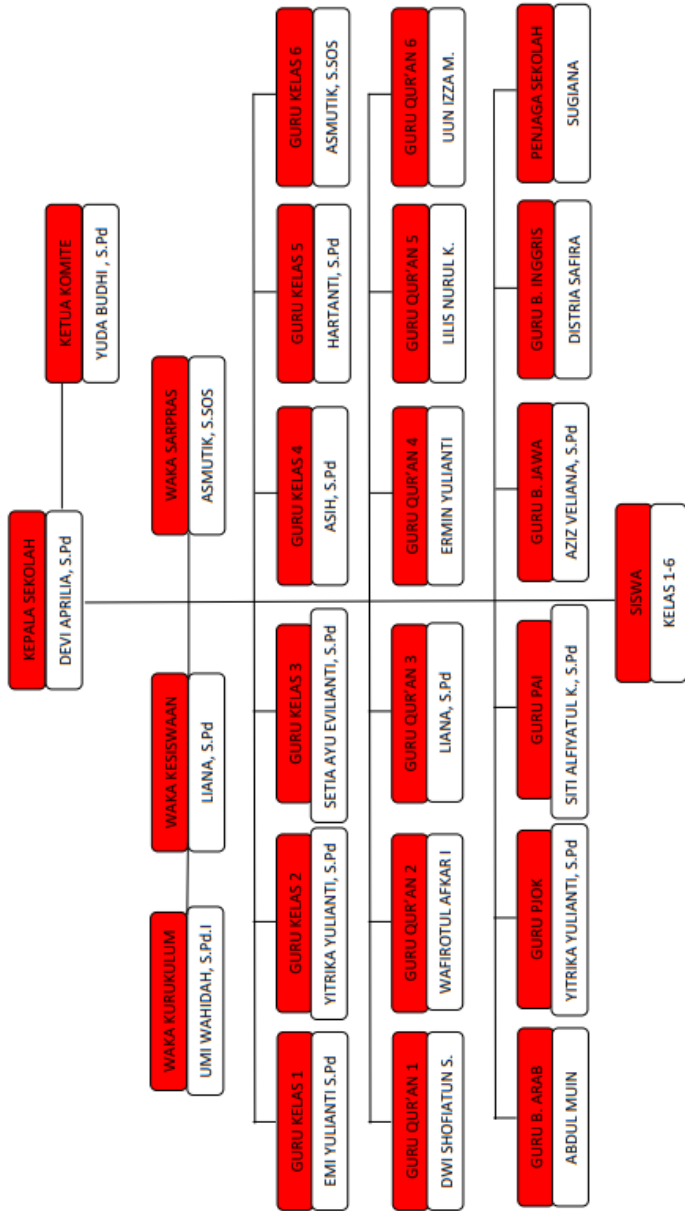 KEPALA SEKOLAH
DEVI APRILIA, S.Pd
KETUA KOMITE
YUDA BUDHI , S.Pd
WAKA KURUKULUM
UMI WAHIDAH, S.Pd.I
WAKA KESISWAAN
LIANA, S.Pd
WAKA SARPRAS
ASMUTIK, S.SOS
GURU KELAS 1
EMI YULIANTI S.Pd
GURU KELAS 2
YITRIKA YULIANTI, S.Pd
GURU KELAS 3
SETIA AYU EVILIANTI, S.Pd
GURU KELAS 4
ASIH, S.Pd
GURU KELAS 5
HARTANTI, S.Pd
GURU KELAS 6
ASMUTIK, S.SOS
GURU QUR'AN 1
DWI SHOFIATUN S.
GURU QUR'AN 2
WAFIROTUL AFKAR I
GURU QUR'AN 3
LIANA, S.Pd
GURU QUR'AN 4
ERMIN YULIANTI
GURU QUR'AN 5
LILIS NURUL K.
GURU QUR'AN 6
UUN IZZA M.
GURU B. ARAB
ABDUL MUIN
GURU PJOK
YITRIKA YULIANTI, S.Pd
GURU PAI
SITI ALFIYATUL K., S.Pd
GURU B. JAWA
AZIZ VELIANA, S.Pd
GURU B. INGGRIS
DISTRIA SAFIRA
PENJAGA SEKOLAH
SUGIANA
SISWA
KELAS 1-6